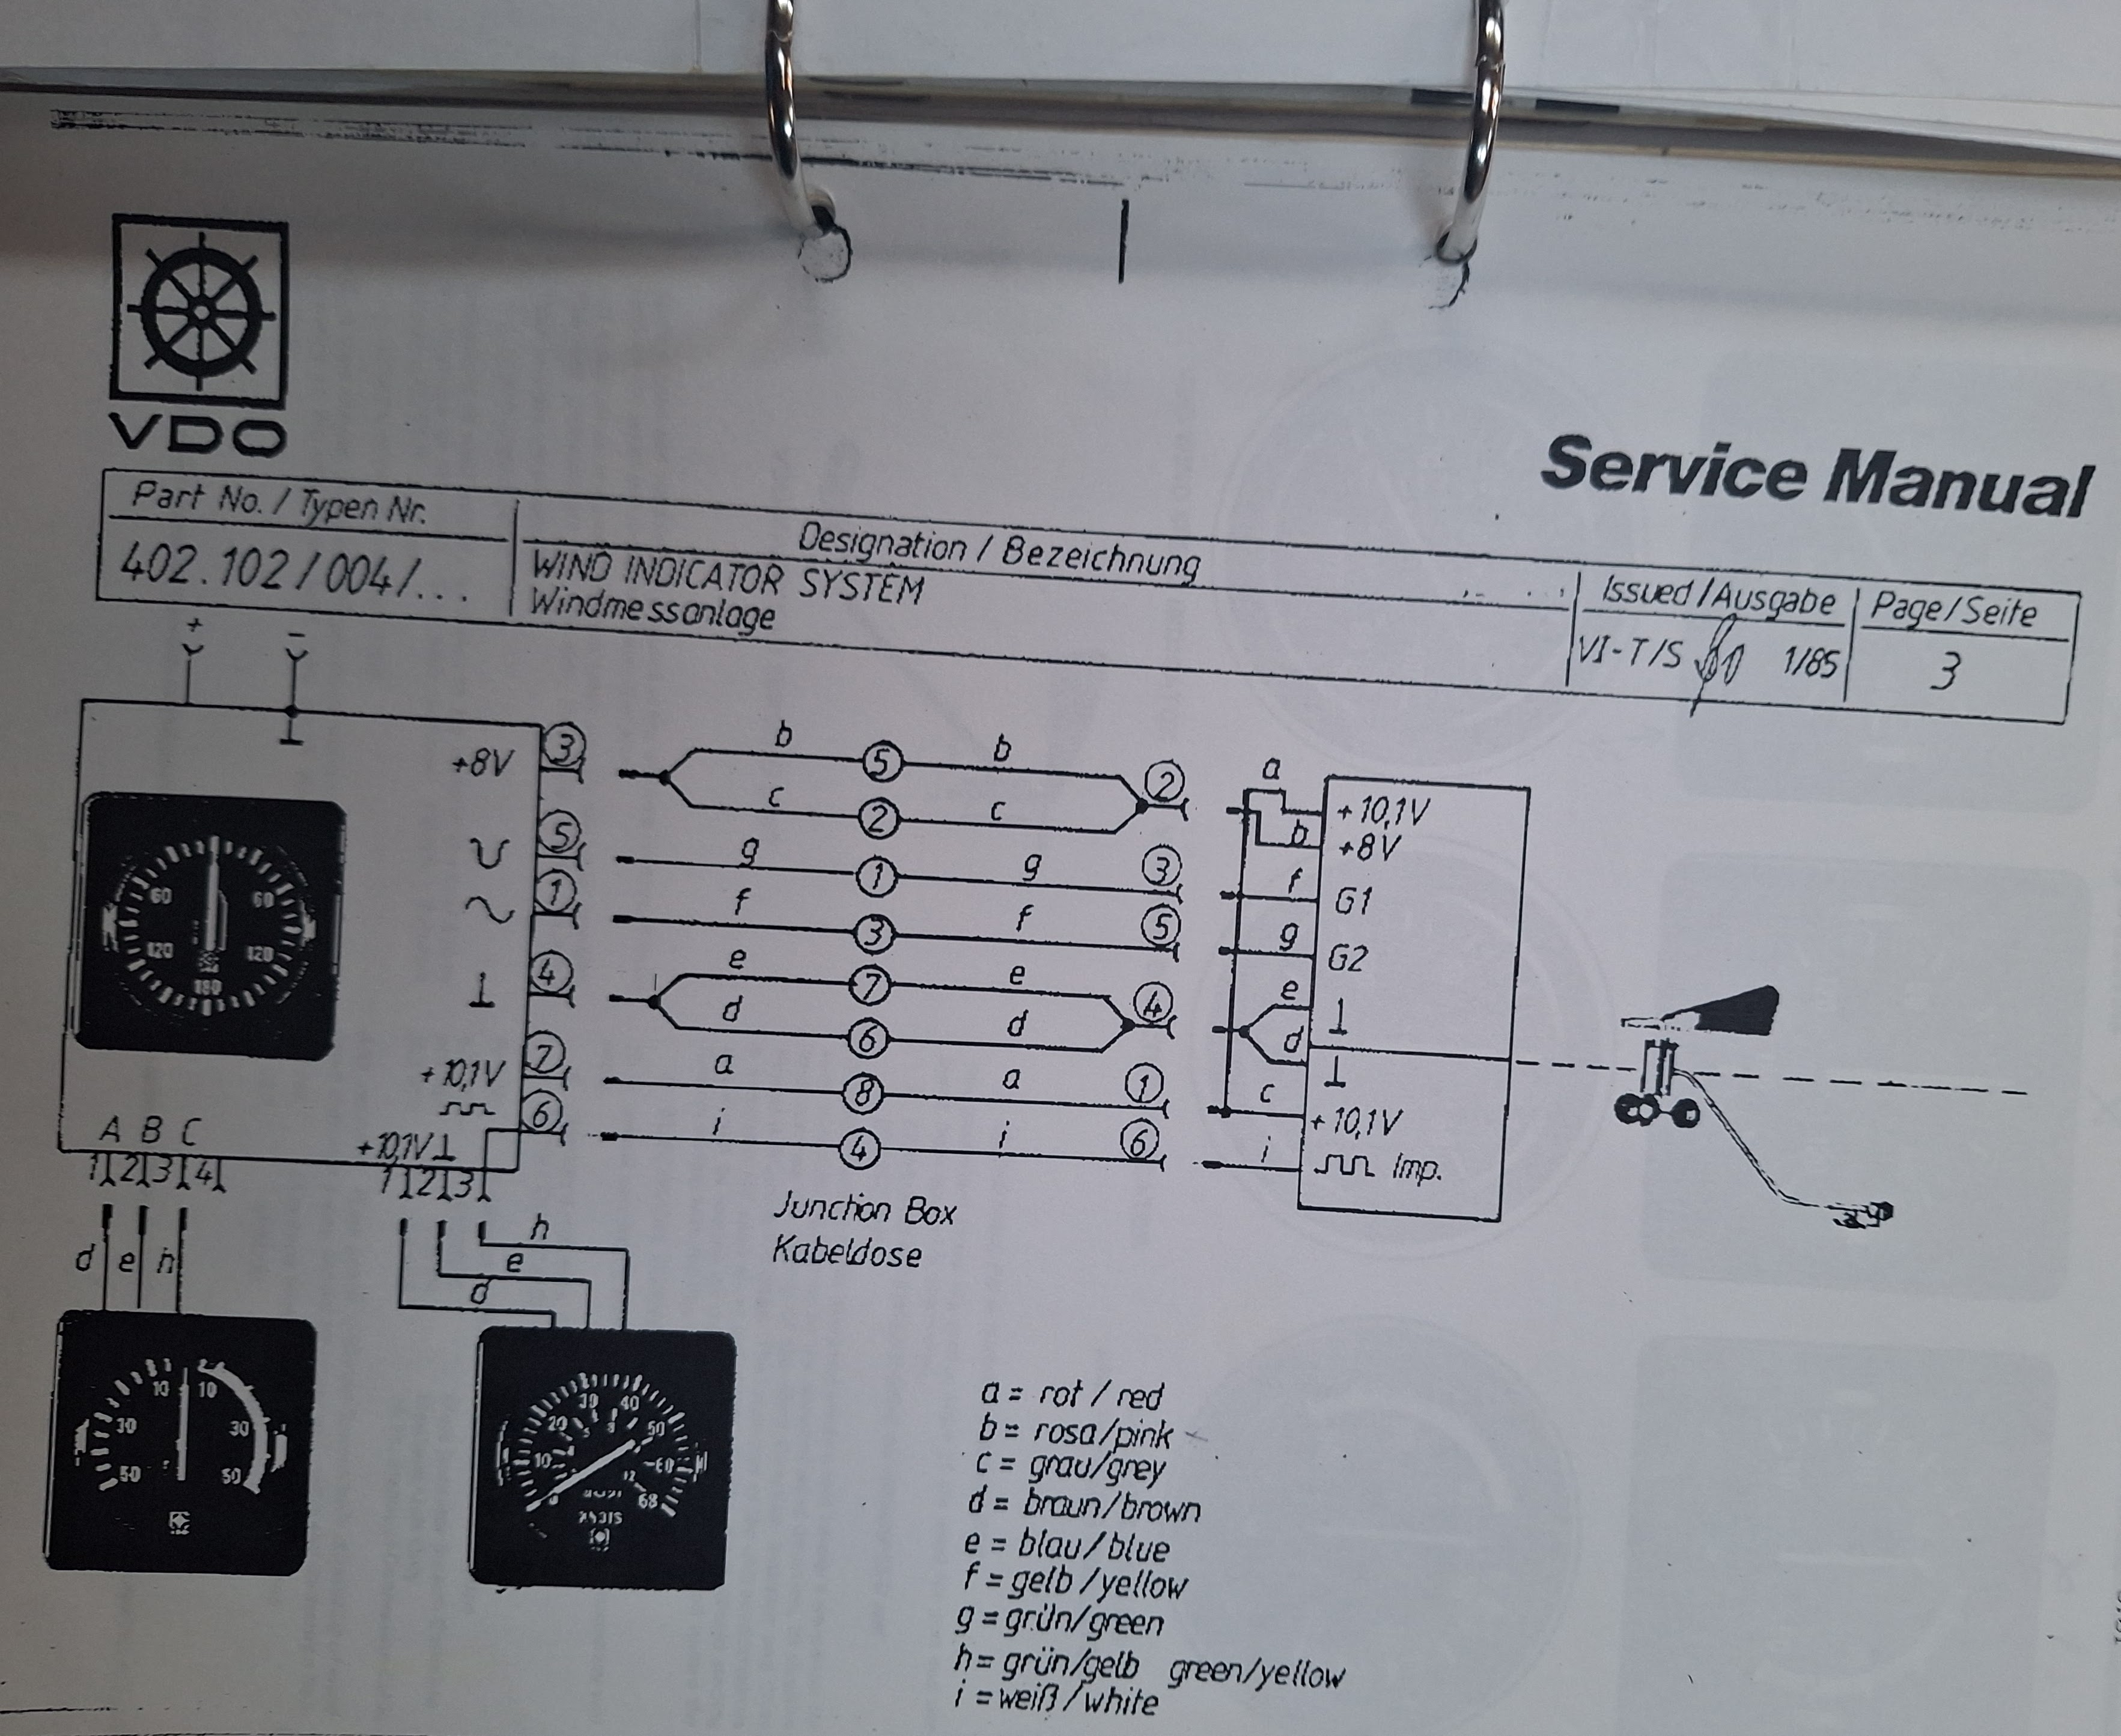 VDO
Service Manual
Part No. / Typen Nr.
Designation / Bezeichnung
Issued / Ausgabe
Page/Seite
402.102/004/...
WIND INDICATOR SYSTEM
Windmessanlage
VI-T/S 1/85
3
+ -
+8V 3
b 5 b 2
c 2 c
5
g 1 g 3
1
f 3 f 5
4
e 7 e 4
d 6 d
+10,1V 7
a 8 a 1
6
i 4 i 6
a +10,1V
b +8V
f G1
g G2
e
d
c +10,1V
i Imp.
60 60
120 120
180
A B C
+10,1V
1 2 3 4
1 2 3
d e h
h
e
d
Junction Box
Kabeldose
10 10
30 30
50 50
10 20 30 40 50 60 68
12
a = rot / red
b = rosa/pink
c = grau/grey
d = braun/brown
e = blau/blue
f = gelb/yellow
g = grün/green
h = grün/gelb green/yellow
i = weiß/white